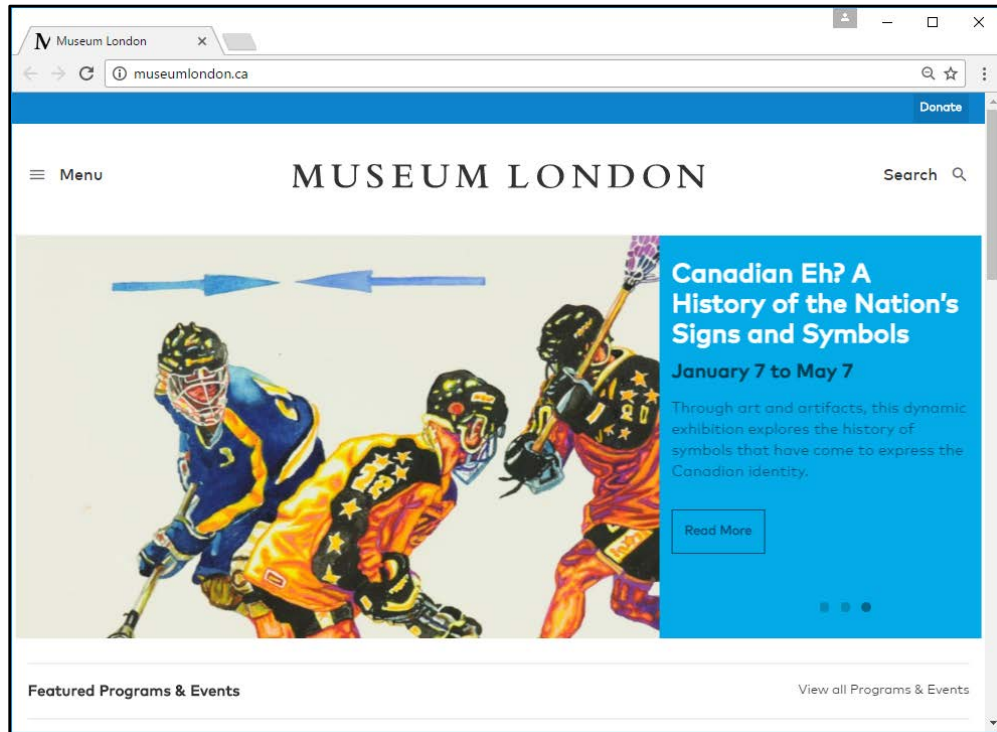 Museum London
museumlondon.ca
Donate
Menu
MUSEUM LONDON
Search
Canadian Eh? A
History of the Nation's
Signs and Symbols
January 7 to May 7
Through art and artifacts, this dynamic
exhibition explores the history of
symbols that have come to express the
Canadian identity.
Read More
Featured Programs & Events
View all Programs & Events